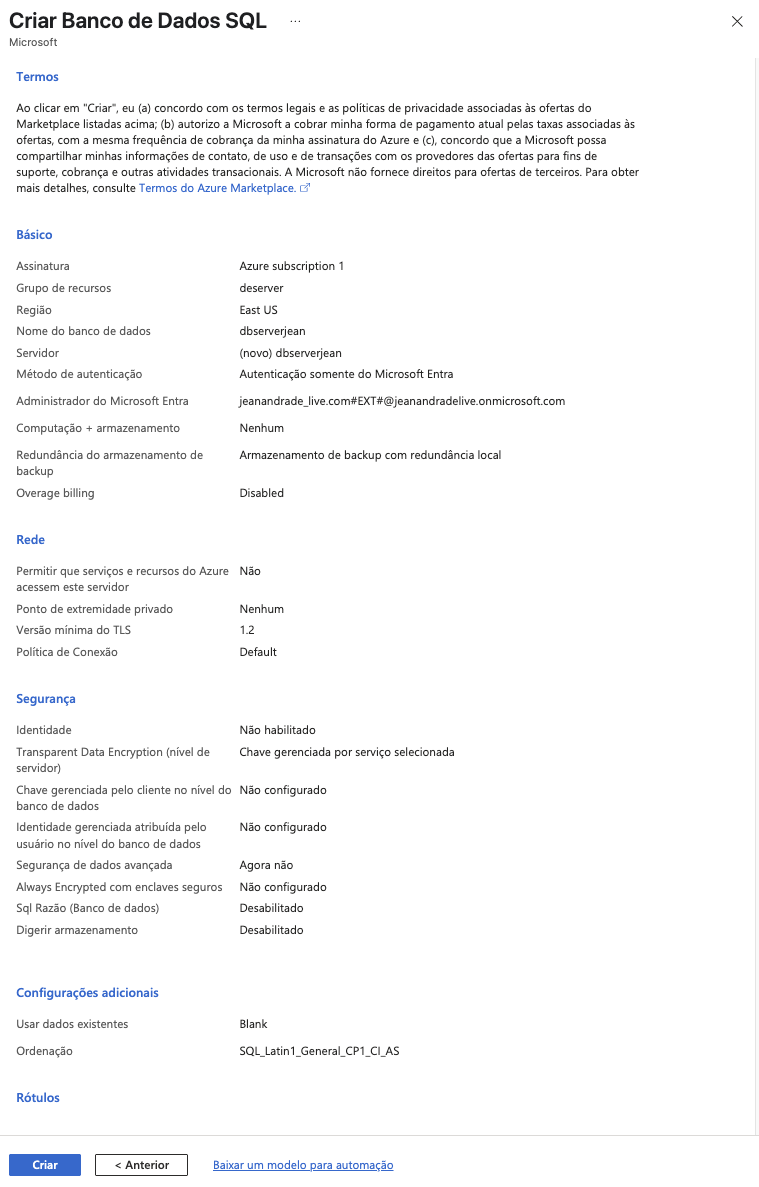 Criar Banco de Dados SQL ...
Microsoft
Termos
Ao clicar em "Criar", eu (a) concordo com os termos legais e as políticas de privacidade associadas às ofertas do
Marketplace listadas acima; (b) autorizo a Microsoft a cobrar minha forma de pagamento atual pelas taxas associadas às
ofertas, com a mesma frequência de cobrança da minha assinatura do Azure e (c), concordo que a Microsoft possa
compartilhar minhas informações de contato, de uso e de transações com os provedores das ofertas para fins de
suporte, cobrança e outras atividades transacionais. A Microsoft não fornece direitos para ofertas de terceiros. Para obter
mais detalhes, consulte Termos do Azure Marketplace.
Básico
Assinatura Azure subscription 1
Grupo de recursos deserver
Região East US
Nome do banco de dados dbserverjean
Servidor (novo) dbserverjean
Método de autenticação Autenticação somente do Microsoft Entra
Administrador do Microsoft Entra jeanandrade_live.com#EXT#@jeanandradelive.onmicrosoft.com
Computação + armazenamento Nenhum
Redundância do armazenamento de Armazenamento de backup com redundância local
backup
Overage billing Disabled
Rede
Permitir que serviços e recursos do Azure Não
acessem este servidor
Ponto de extremidade privado Nenhum
Versão mínima do TLS 1.2
Política de Conexão Default
Segurança
Identidade Não habilitado
Transparent Data Encryption (nível de Chave gerenciada por serviço selecionada
servidor)
Chave gerenciada pelo cliente no nível do Não configurado
banco de dados
Identidade gerenciada atribuída pelo Não configurado
usuário no nível do banco de dados
Segurança de dados avançada Agora não
Always Encrypted com enclaves seguros Não configurado
Sql Razão (Banco de dados) Desabilitado
Digerir armazenamento Desabilitado
Configurações adicionais
Usar dados existentes Blank
Ordenação SQL_Latin1_General_CP1_CI_AS
Rótulos
Criar < Anterior Baixar um modelo para automação